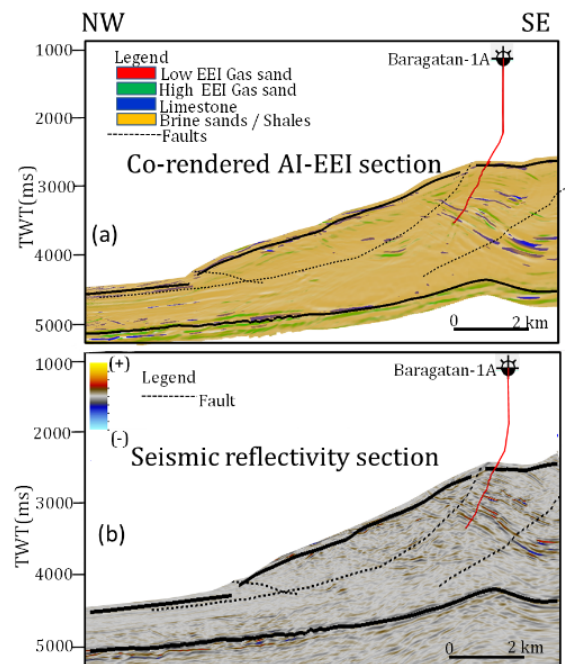 NW SE
1000
Baragatan-1A
Legend
Low EEI Gas sand
High EEI Gas sand
Limestone
Brine sands / Shales
Faults
2000
Co-rendered AI-EEI section
3000
TWT(ms)
(a)
4000
5000
0 2 km
1000
(+)
(-)
Legend
Fault
Baragatan-1A
2000
Seismic reflectivity section
3000
TWT(ms)
(b)
4000
5000
0 2 km